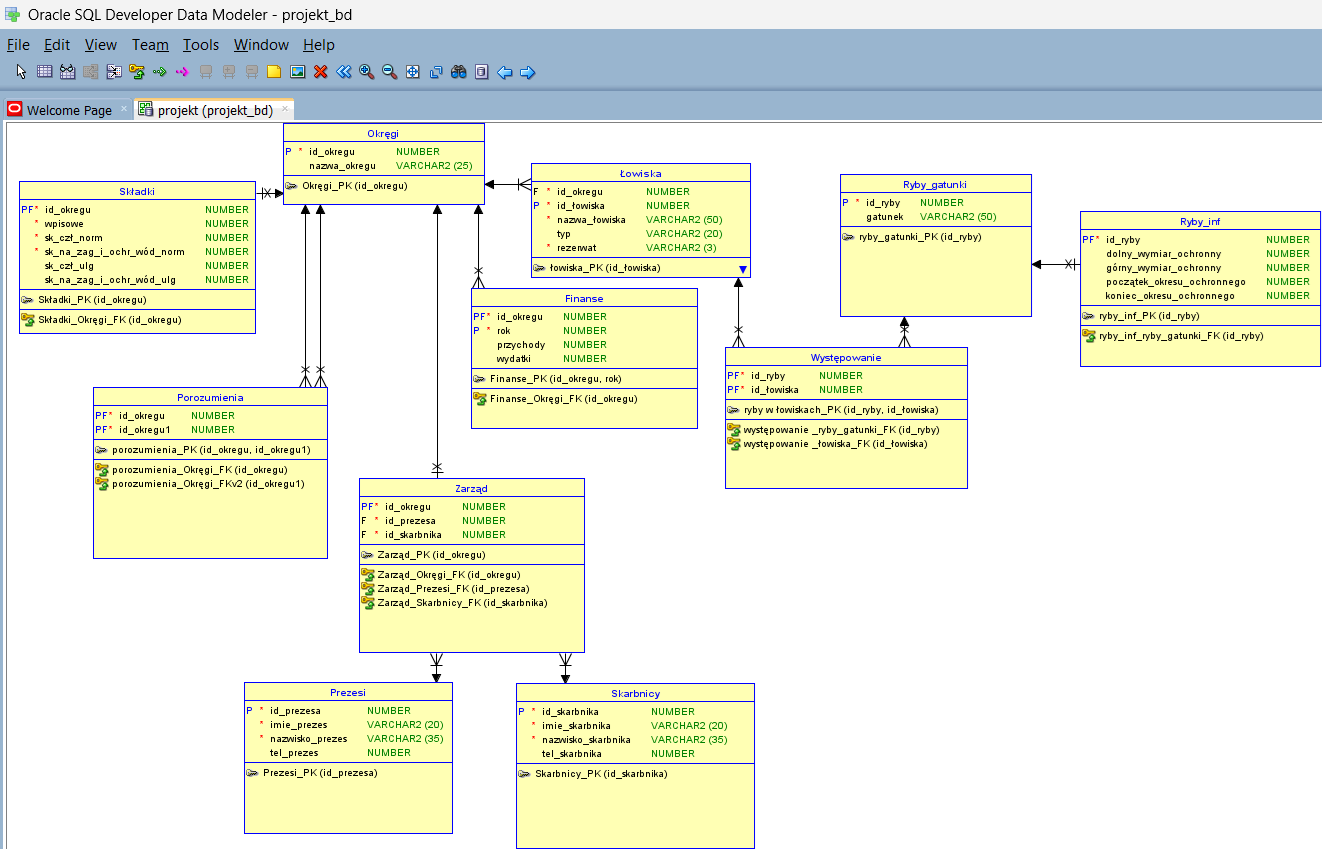 Oracle SQL Developer Data Modeler - projekt_bd
File Edit View Team Tools Window Help
Welcome Page × projekt (projekt_bd) ×
Okręgi
P * id_okregu NUMBER
nazwa_okregu VARCHAR2 (25)
Okręgi_PK (id_okregu)
Składki
PF* id_okregu NUMBER
* wpisowe NUMBER
* sk_czł_norm NUMBER
* sk_na_zag_i_ochr_wód_norm NUMBER
sk_czł_ulg NUMBER
sk_na_zag_i_ochr_wód_ulg NUMBER
Składki_PK (id_okregu)
Składki_Okręgi_FK (id_okregu)
Łowiska
F * id_okregu NUMBER
P * id_łowiska NUMBER
* nazwa_łowiska VARCHAR2 (50)
typ VARCHAR2 (20)
* rezerwat VARCHAR2 (3)
łowiska_PK (id_łowiska)
Ryby_gatunki
P * id_ryby NUMBER
gatunek VARCHAR2 (50)
ryby_gatunki_PK (id_ryby)
Ryby_inf
PF* id_ryby NUMBER
dolny_wymiar_ochronny NUMBER
górny_wymiar_ochronny NUMBER
początek_okresu_ochronnego NUMBER
koniec_okresu_ochronnego NUMBER
ryby_inf_PK (id_ryby)
ryby_inf_ryby_gatunki_FK (id_ryby)
Finanse
PF* id_okregu NUMBER
P * rok NUMBER
przychody NUMBER
wydatki NUMBER
Finanse_PK (id_okregu, rok)
Finanse_Okręgi_FK (id_okregu)
Występowanie
PF* id_ryby NUMBER
PF* id_łowiska NUMBER
ryby w łowiskach_PK (id_ryby, id_łowiska)
występowanie _ryby_gatunki_FK (id_ryby)
występowanie _łowiska_FK (id_łowiska)
Porozumienia
PF* id_okregu NUMBER
PF* id_okregu1 NUMBER
porozumienia_PK (id_okregu, id_okregu1)
porozumienia_Okręgi_FK (id_okregu)
porozumienia_Okręgi_FKv2 (id_okregu1)
Zarząd
PF* id_okregu NUMBER
F * id_prezesa NUMBER
F * id_skarbnika NUMBER
Zarząd_PK (id_okregu)
Zarząd_Okręgi_FK (id_okregu)
Zarząd_Prezesi_FK (id_prezesa)
Zarząd_Skarbnicy_FK (id_skarbnika)
Prezesi
P * id_prezesa NUMBER
* imie_prezes VARCHAR2 (20)
* nazwisko_prezes VARCHAR2 (35)
tel_prezes NUMBER
Prezesi_PK (id_prezesa)
Skarbnicy
P * id_skarbnika NUMBER
* imie_skarbnika VARCHAR2 (20)
* nazwisko_skarbnika VARCHAR2 (35)
tel_skarbnika NUMBER
Skarbnicy_PK (id_skarbnika)